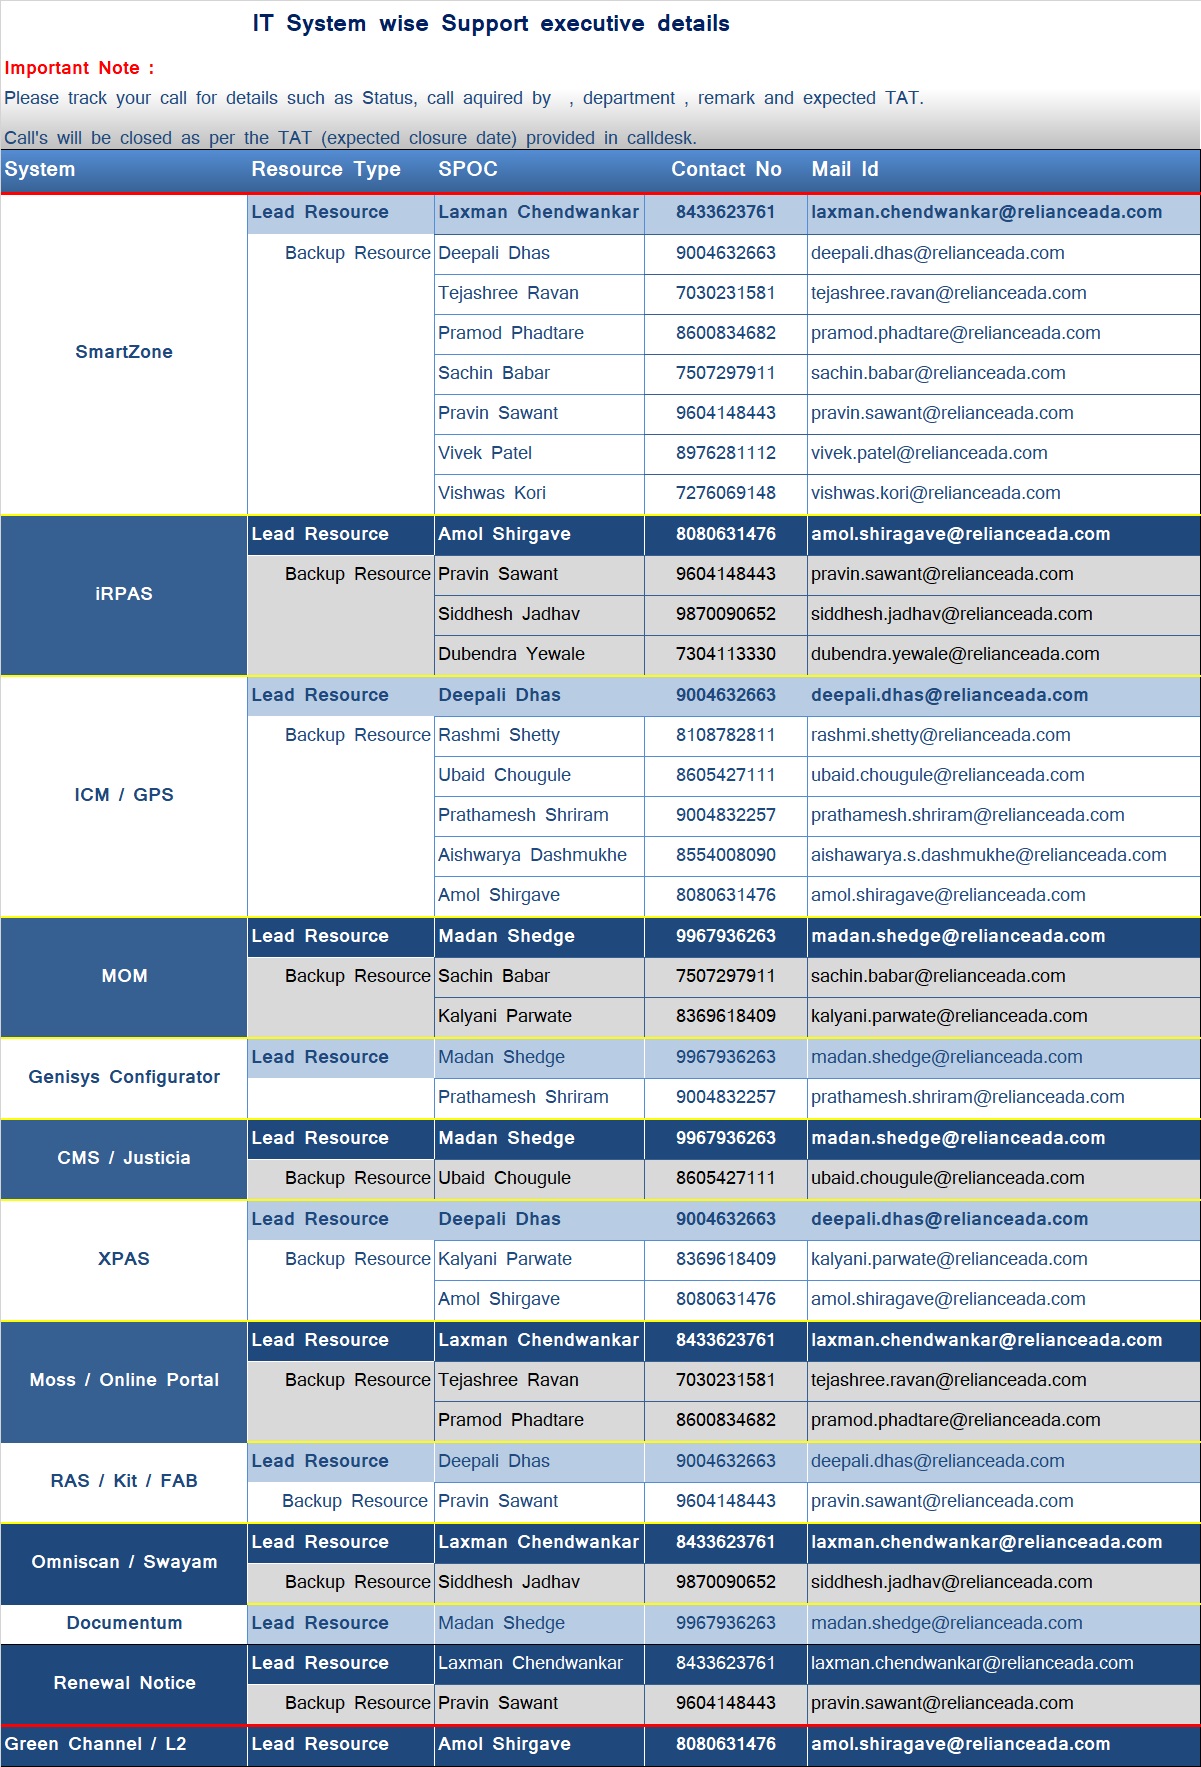 IT System wise Support executive details
Important Note :
Please track your call for details such as Status, call aquired by , department , remark and expected TAT.
Call's will be closed as per the TAT (expected closure date) provided in calldesk.
System Resource Type SPOC Contact No Mail Id
Lead Resource Laxman Chendwankar 8433623761 laxman.chendwankar@relianceada.com
Backup Resource Deepali Dhas 9004632663 deepali.dhas@relianceada.com
Tejashree Ravan 7030231581 tejashree.ravan@relianceada.com
Pramod Phadtare 8600834682 pramod.phadtare@relianceada.com
SmartZone
Sachin Babar 7507297911 sachin.babar@relianceada.com
Pravin Sawant 9604148443 pravin.sawant@relianceada.com
Vivek Patel 8976281112 vivek.patel@relianceada.com
Vishwas Kori 7276069148 vishwas.kori@relianceada.com
Lead Resource Amol Shirgave 8080631476 amol.shiragave@relianceada.com
Backup Resource Pravin Sawant 9604148443 pravin.sawant@relianceada.com
iRPAS
Siddhesh Jadhav 9870090652 siddhesh.jadhav@relianceada.com
Dubendra Yewale 7304113330 dubendra.yewale@relianceada.com
Lead Resource Deepali Dhas 9004632663 deepali.dhas@relianceada.com
Backup Resource Rashmi Shetty 8108782811 rashmi.shetty@relianceada.com
Ubaid Chougule 8605427111 ubaid.chougule@relianceada.com
ICM / GPS
Prathamesh Shriram 9004832257 prathamesh.shriram@relianceada.com
Aishwarya Dashmukhe 8554008090 aishawarya.s.dashmukhe@relianceada.com
Amol Shirgave 8080631476 amol.shiragave@relianceada.com
Lead Resource Madan Shedge 9967936263 madan.shedge@relianceada.com
MOM Backup Resource Sachin Babar 7507297911 sachin.babar@relianceada.com
Kalyani Parwate 8369618409 kalyani.parwate@relianceada.com
Lead Resource Madan Shedge 9967936263 madan.shedge@relianceada.com
Genisys Configurator
Prathamesh Shriram 9004832257 prathamesh.shriram@relianceada.com
Lead Resource Madan Shedge 9967936263 madan.shedge@relianceada.com
CMS / Justicia
Backup Resource Ubaid Chougule 8605427111 ubaid.chougule@relianceada.com
Lead Resource Deepali Dhas 9004632663 deepali.dhas@relianceada.com
XPAS Backup Resource Kalyani Parwate 8369618409 kalyani.parwate@relianceada.com
Amol Shirgave 8080631476 amol.shiragave@relianceada.com
Lead Resource Laxman Chendwankar 8433623761 laxman.chendwankar@relianceada.com
Moss / Online Portal Backup Resource Tejashree Ravan 7030231581 tejashree.ravan@relianceada.com
Pramod Phadtare 8600834682 pramod.phadtare@relianceada.com
Lead Resource Deepali Dhas 9004632663 deepali.dhas@relianceada.com
RAS / Kit / FAB
Backup Resource Pravin Sawant 9604148443 pravin.sawant@relianceada.com
Lead Resource Laxman Chendwankar 8433623761 laxman.chendwankar@relianceada.com
Omniscan / Swayam
Backup Resource Siddhesh Jadhav 9870090652 siddhesh.jadhav@relianceada.com
Documentum Lead Resource Madan Shedge 9967936263 madan.shedge@relianceada.com
Lead Resource Laxman Chendwankar 8433623761 laxman.chendwankar@relianceada.com
Renewal Notice
Backup Resource Pravin Sawant 9604148443 pravin.sawant@relianceada.com
Green Channel / L2 Lead Resource Amol Shirgave 8080631476 amol.shiragave@relianceada.com